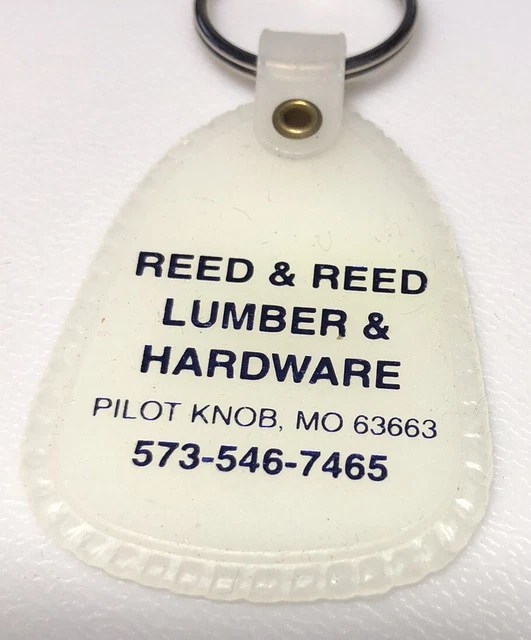 REED & REED
LUMBER &
HARDWARE
PILOT KNOB, MO 63663
573-546-7465